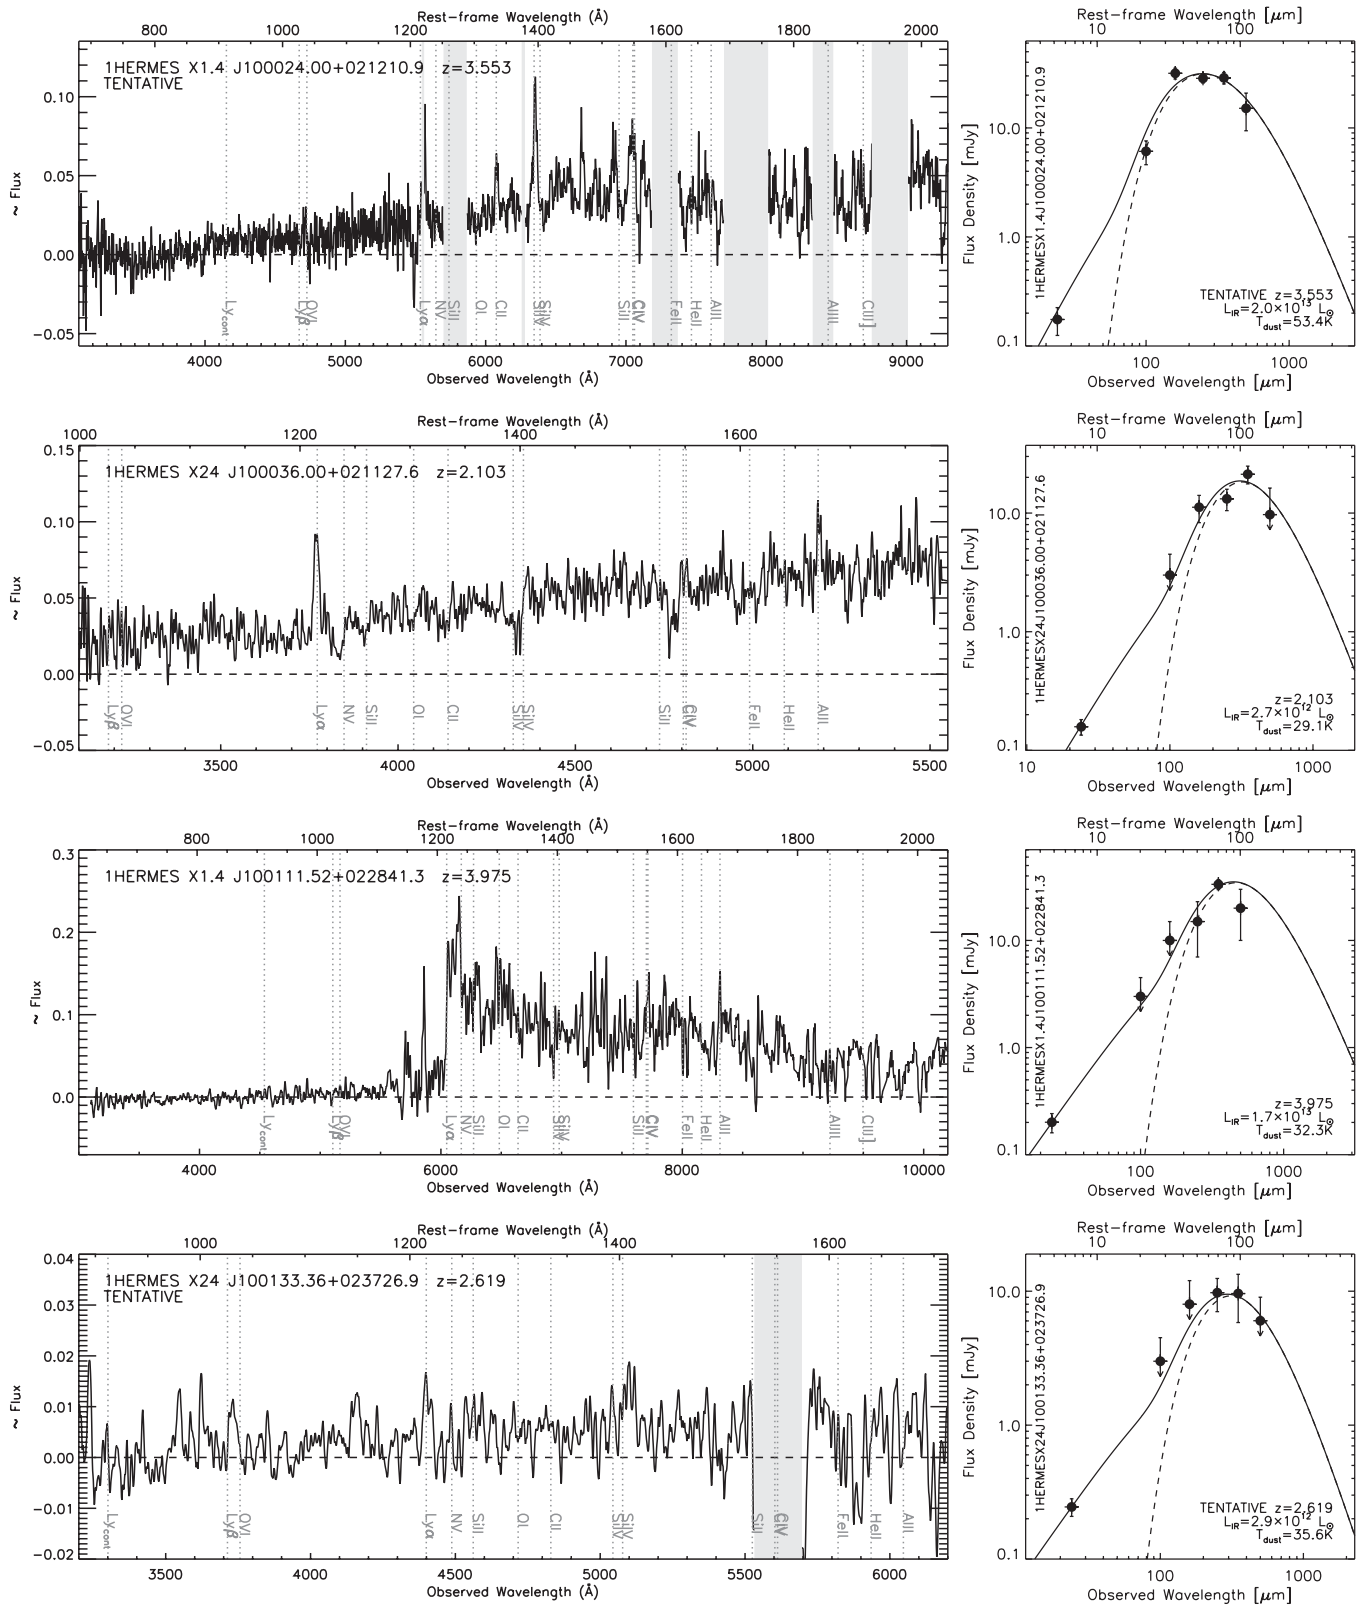 Rest-frame Wavelength (Å)
800 1000 1200 1400 1600 1800 2000
1HERMES X1.4 J100024.00+021210.9 z=3.553
TENTATIVE
~ Flux
0.10
0.05
0.00
-0.05
Lycont Lyβ OVI Lyα NV SiII OI CII SiIV SiIV SiII CIV CIV FeII HeII AlII AlIII CIII]
4000 5000 6000 7000 8000 9000
Observed Wavelength (Å)
Rest-frame Wavelength [μm]
10 100
Flux Density [mJy]
1HERMESX1.4J100024.00+021210.9
10.0
1.0
0.1
TENTATIVE z=3.553
LIR=2.0×10¹³ L⊙
Tdust=53.4K
100 1000
Observed Wavelength [μm]
Rest-frame Wavelength (Å)
1000 1200 1400 1600
1HERMES X24 J100036.00+021127.6 z=2.103
~ Flux
0.15
0.10
0.05
0.00
-0.05
Lyβ OVI Lyα NV SiII OI CII SiIV SiIV SiII CIV CIV FeII HeII AlII
3500 4000 4500 5000 5500
Observed Wavelength (Å)
Rest-frame Wavelength [μm]
10 100
Flux Density [mJy]
1HERMESX24J100036.00+021127.6
10.0
1.0
0.1
z=2.103
LIR=2.7×10¹² L⊙
Tdust=29.1K
10 100 1000
Observed Wavelength [μm]
Rest-frame Wavelength (Å)
800 1000 1200 1400 1600 1800 2000
1HERMES X1.4 J100111.52+022841.3 z=3.975
~ Flux
0.3
0.2
0.1
0.0
Lycont Lyβ OVI Lyα NV SiII OI CII SiIV SiIV SiII CIV CIV FeII HeII AlII AlIII CIII]
4000 6000 8000 10000
Observed Wavelength (Å)
Rest-frame Wavelength [μm]
10 100
Flux Density [mJy]
1HERMESX1.4J100111.52+022841.3
10.0
1.0
0.1
z=3.975
LIR=1.7×10¹³ L⊙
Tdust=32.3K
100 1000
Observed Wavelength [μm]
Rest-frame Wavelength (Å)
1000 1200 1400 1600
1HERMES X24 J100133.36+023726.9 z=2.619
TENTATIVE
~ Flux
0.04
0.03
0.02
0.01
0.00
-0.01
-0.02
Lycont Lyβ OVI Lyα NV SiII OI CII SiIV SiIV SiII CIV CIV FeII HeII AlII
3500 4000 4500 5000 5500 6000
Observed Wavelength (Å)
Rest-frame Wavelength [μm]
10 100
Flux Density [mJy]
1HERMESX24J100133.36+023726.9
10.0
1.0
0.1
TENTATIVE z=2.619
LIR=2.9×10¹² L⊙
Tdust=35.6K
100 1000
Observed Wavelength [μm]